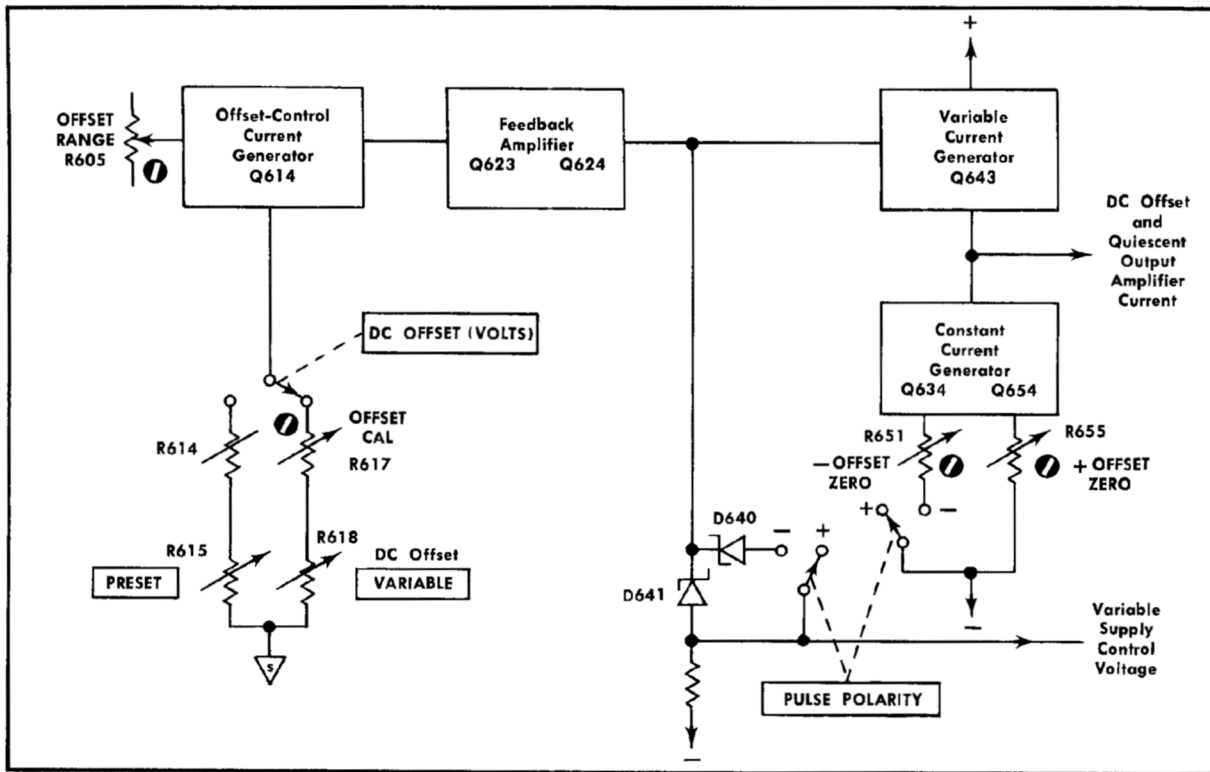 OFFSET
RANGE
R605
Offset-Control
Current
Generator
Q614
Feedback
Amplifier
Q623 Q624
+
Variable
Current
Generator
Q643
DC Offset
and
Quiescent
Output
Amplifier
Current
Constant
Current
Generator
Q634 Q654
DC OFFSET (VOLTS)
R614
OFFSET
CAL
R617
R615
PRESET
R618
DC Offset
VARIABLE
S
R651
− OFFSET
ZERO
R655
+ OFFSET
ZERO
D640
−
+
+
−
D641
−
Variable
Supply
Control
Voltage
PULSE POLARITY
−